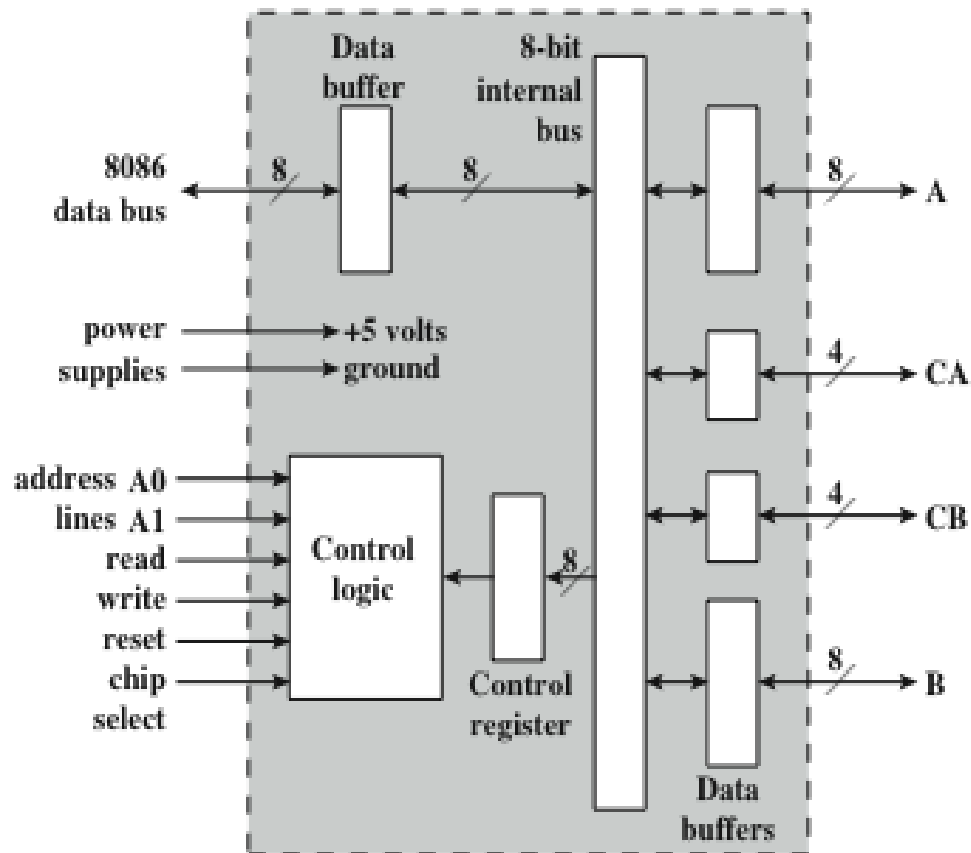 Data
buffer
8-bit
internal
bus
8086
data bus
8
8
8
A
power
supplies
+5 volts
ground
4
CA
address A0
lines A1
read
write
reset
chip
select
Control
logic
8
Control
register
4
CB
8
B
Data
buffers